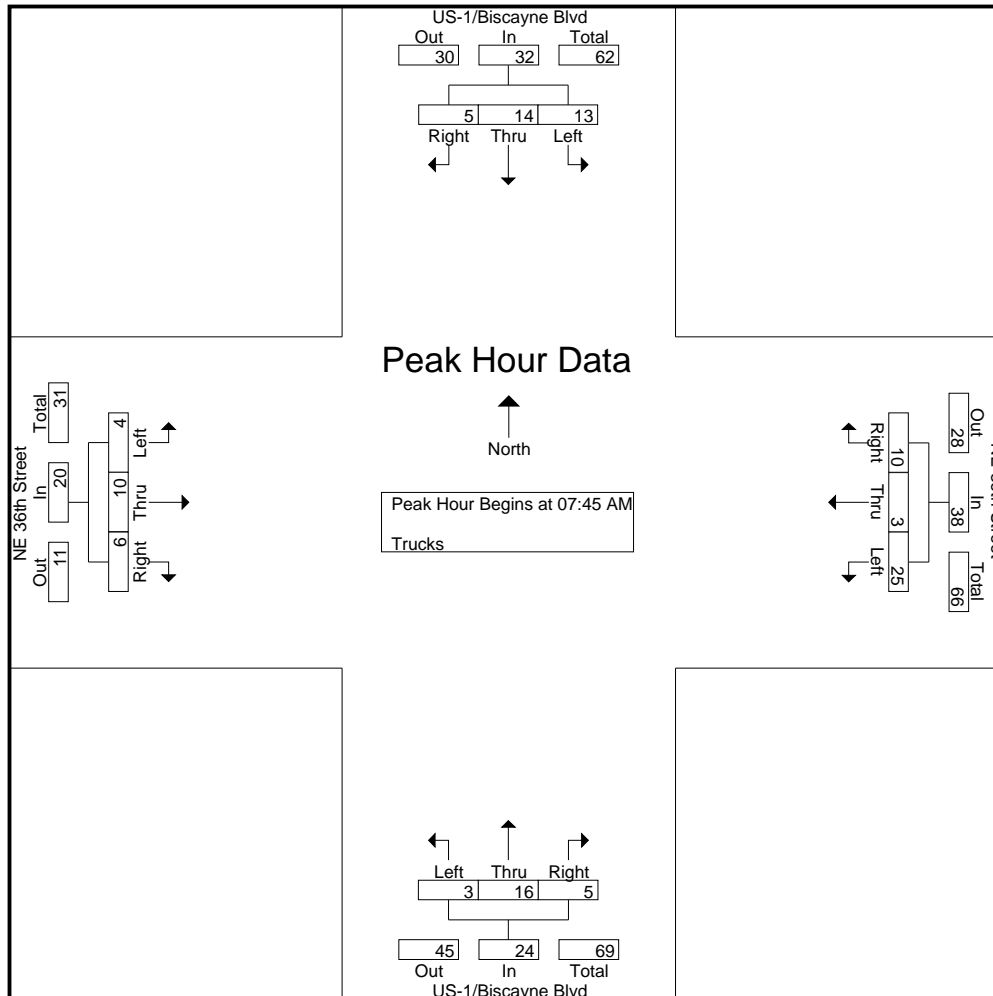 US-1/Biscayne Blvd
Out In Total
30 32 62
5 14 13
Right Thru Left
Peak Hour Data
North
Peak Hour Begins at 07:45 AM
Trucks
NE 36th Street
Total In Out
31 20 11
4 10 6
Left Thru Right
Right Thru Left
10 3 25
28 38 66
Out In Total
Left Thru Right
3 16 5
45 24 69
Out In Total
US-1/Biscayne Blvd